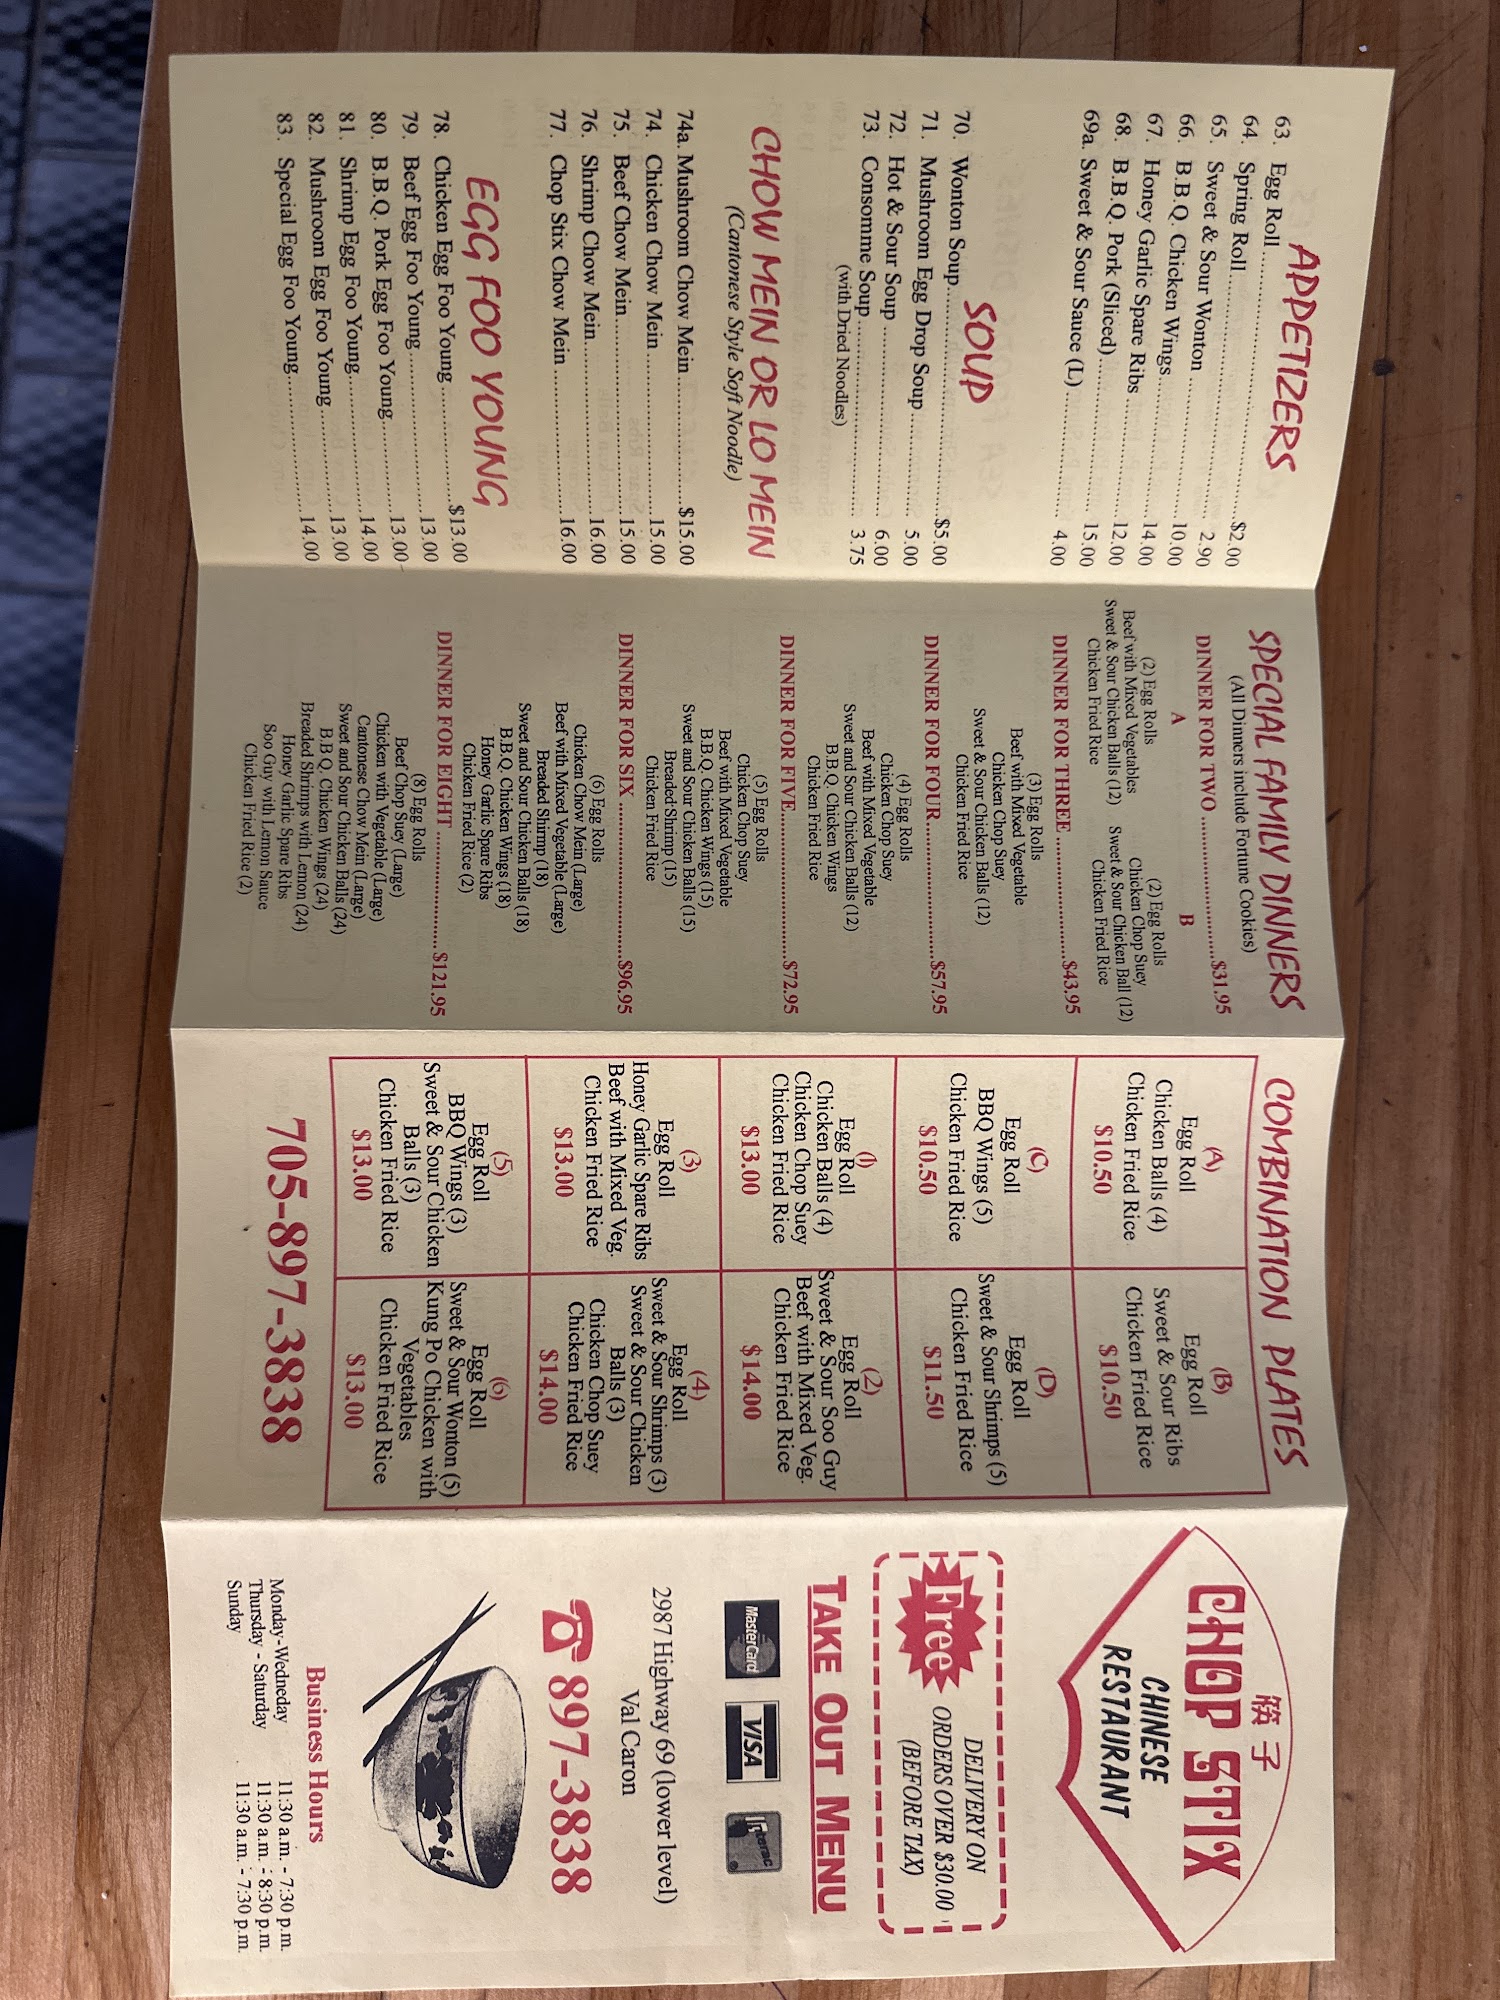 APPETIZERS
63. Egg Roll..............................$2.00
64. Spring Roll.............................. 2.90
65. Sweet & Sour Wonton .................... 10.00
66. B.B.Q. Chicken Wings.................... 14.00
67. Honey Garlic Spare Ribs ................. 12.00
68. B.B.Q. Pork (Sliced)..................... 15.00
69a. Sweet & Sour Sauce (L).................. 4.00
SOUP
70. Wonton Soup..............................$5.00
71. Mushroom Egg Drop Soup.............. 5.00
72. Hot & Sour Soup ......................... 6.00
73. Consomme Soup .......................... 3.75
(with Dried Noodles)
CHOW MEIN OR LO MEIN
(Cantonese Style Soft Noodle)
74a. Mushroom Chow Mein ...............$15.00
74. Chicken Chow Mein .................... 15.00
75. Beef Chow Mein.......................... 15.00
76. Shrimp Chow Mein...................... 16.00
77. Chop Stix Chow Mein .................. 16.00
EGG FOO YOUNG
78. Chicken Egg Foo Young ..............$13.00
79. Beef Egg Foo Young.................... 13.00
80. B.B.Q. Pork Egg Foo Young........... 13.00
81. Shrimp Egg Foo Young................. 14.00
82. Mushroom Egg Foo Young............. 13.00
83. Special Egg Foo Young................. 14.00
SPECIAL FAMILY DINNERS
(All Dinners include Fortune Cookies)
DINNER FOR TWO ..............................$31.95
A
(2) Egg Rolls
Beef with Mixed Vegetables
Sweet & Sour Chicken Balls (12)
Chicken Fried Rice
B
(2) Egg Rolls
Chicken Chop Suey
Sweet & Sour Chicken Ball (12)
Chicken Fried Rice
DINNER FOR THREE ..........................$43.95
(3) Egg Rolls
Beef with Mixed Vegetable
Chicken Chop Suey
Sweet & Sour Chicken Balls (12)
Chicken Fried Rice
DINNER FOR FOUR............................$57.95
(4) Egg Rolls
Chicken Chop Suey
Beef with Mixed Vegetable
Sweet and Sour Chicken Balls (12)
B.B.Q. Chicken Wings
Chicken Fried Rice
DINNER FOR FIVE..............................$72.95
(5) Egg Rolls
Chicken Chop Suey
Beef with Mixed Vegetable
B.B.Q. Chicken Wings (15)
Sweet and Sour Chicken Balls (15)
Breaded Shrimp (15)
Chicken Fried Rice
DINNER FOR SIX ...............................$96.95
(6) Egg Rolls
Chicken Chow Mein (Large)
Beef with Mixed Vegetable (Large)
Breaded Shirmp (18)
Sweet and Sour Chicken Balls (18)
B.B.Q. Chicken Wings (18)
Honey Garlic Spare Ribs
Chicken Fried Rice (2)
DINNER FOR EIGHT .........................$121.95
(8) Egg Rolls
Beef Chop Suey (Large)
Chicken with Vegetable (Large)
Cantonese Chow Mein (Large)
Sweet and Sour Chicken Balls (24)
B.B.Q. Chicken Wings (24)
Breaded Shrimps with Lemon (24)
Honey Garlic Spare Ribs
Soo Guy with Lemon Sauce
Chicken Fried Rice (2)
COMBINATION PLATES
(A)
Egg Roll
Chicken Balls (4)
Chicken Fried Rice
$10.50
(B)
Egg Roll
Sweet & Sour Ribs
Chicken Fried Rice
$10.50
(C)
Egg Roll
BBQ Wings (5)
Chicken Fried Rice
$10.50
(D)
Egg Roll
Sweet & Sour Shrimps (5)
Chicken Fried Rice
$11.50
(1)
Egg Roll
Chicken Balls (4)
Chicken Chop Suey
Chicken Fried Rice
$13.00
(2)
Egg Roll
Sweet & Sour Soo Guy
Beef with Mixed Veg.
Chicken Fried Rice
$14.00
(3)
Egg Roll
Honey Garlic Spare Ribs
Beef with Mixed Veg.
Chicken Fried Rice
$13.00
(4)
Egg Roll
Sweet & Sour Shrimps (3)
Sweet & Sour Chicken
Balls (3)
Chicken Chop Suey
Chicken Fried Rice
$14.00
(5)
Egg Roll
BBQ Wings (3)
Sweet & Sour Chicken
Balls (3)
Chicken Fried Rice
$13.00
(6)
Egg Roll
Sweet & Sour Wonton (5)
Kung Po Chicken with
Vegetables
Chicken Fried Rice
$13.00
705-897-3838
筷子
CHOP STIX
CHINESE
RESTAURANT
Free
DELIVERY ON
ORDERS OVER $30.00
(BEFORE TAX)
TAKE OUT MENU
MasterCard
VISA
Interac
2987 Highway 69 (lower level)
Val Caron
☎897-3838
Business Hours
Monday-Wedneday 11:30 a.m. - 7:30 p.m.
Thursday - Saturday 11:30 a.m. - 8:30 p.m.
Sunday 11:30 a.m. - 7:30 p.m.